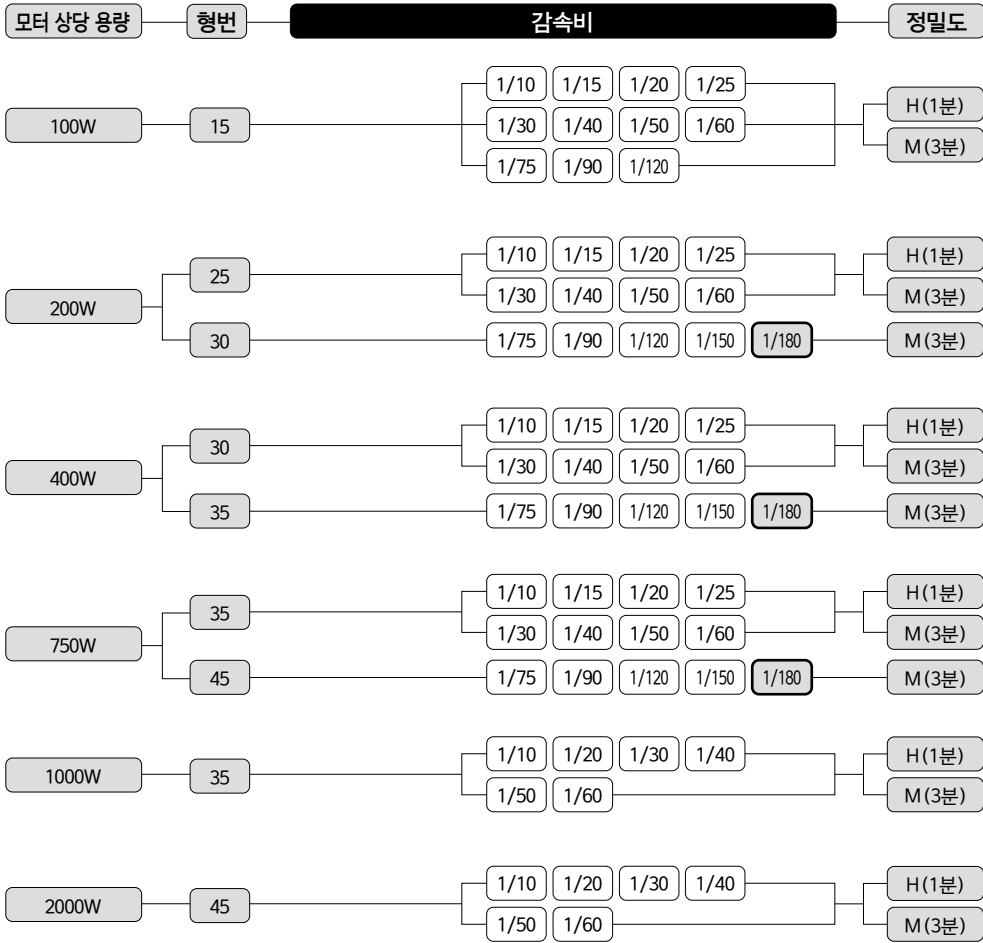 모터 상당 용량 형번 감속비 정밀도
1/10 1/15 1/20 1/25
H(1분)
100W 15 1/30 1/40 1/50 1/60
M(3분)
1/75 1/90 1/120
1/10 1/15 1/20 1/25 H(1분)
25
1/30 1/40 1/50 1/60 M(3분)
200W
30 1/75 1/90 1/120 1/150 1/180 M(3분)
1/10 1/15 1/20 1/25 H(1분)
30
1/30 1/40 1/50 1/60 M(3분)
400W
35 1/75 1/90 1/120 1/150 1/180 M(3분)
1/10 1/15 1/20 1/25 H(1분)
35
1/30 1/40 1/50 1/60 M(3분)
750W
45 1/75 1/90 1/120 1/150 1/180 M(3분)
1/10 1/20 1/30 1/40 H(1분)
1000W 35
1/50 1/60 M(3분)
1/10 1/20 1/30 1/40 H(1분)
2000W 45
1/50 1/60 M(3분)